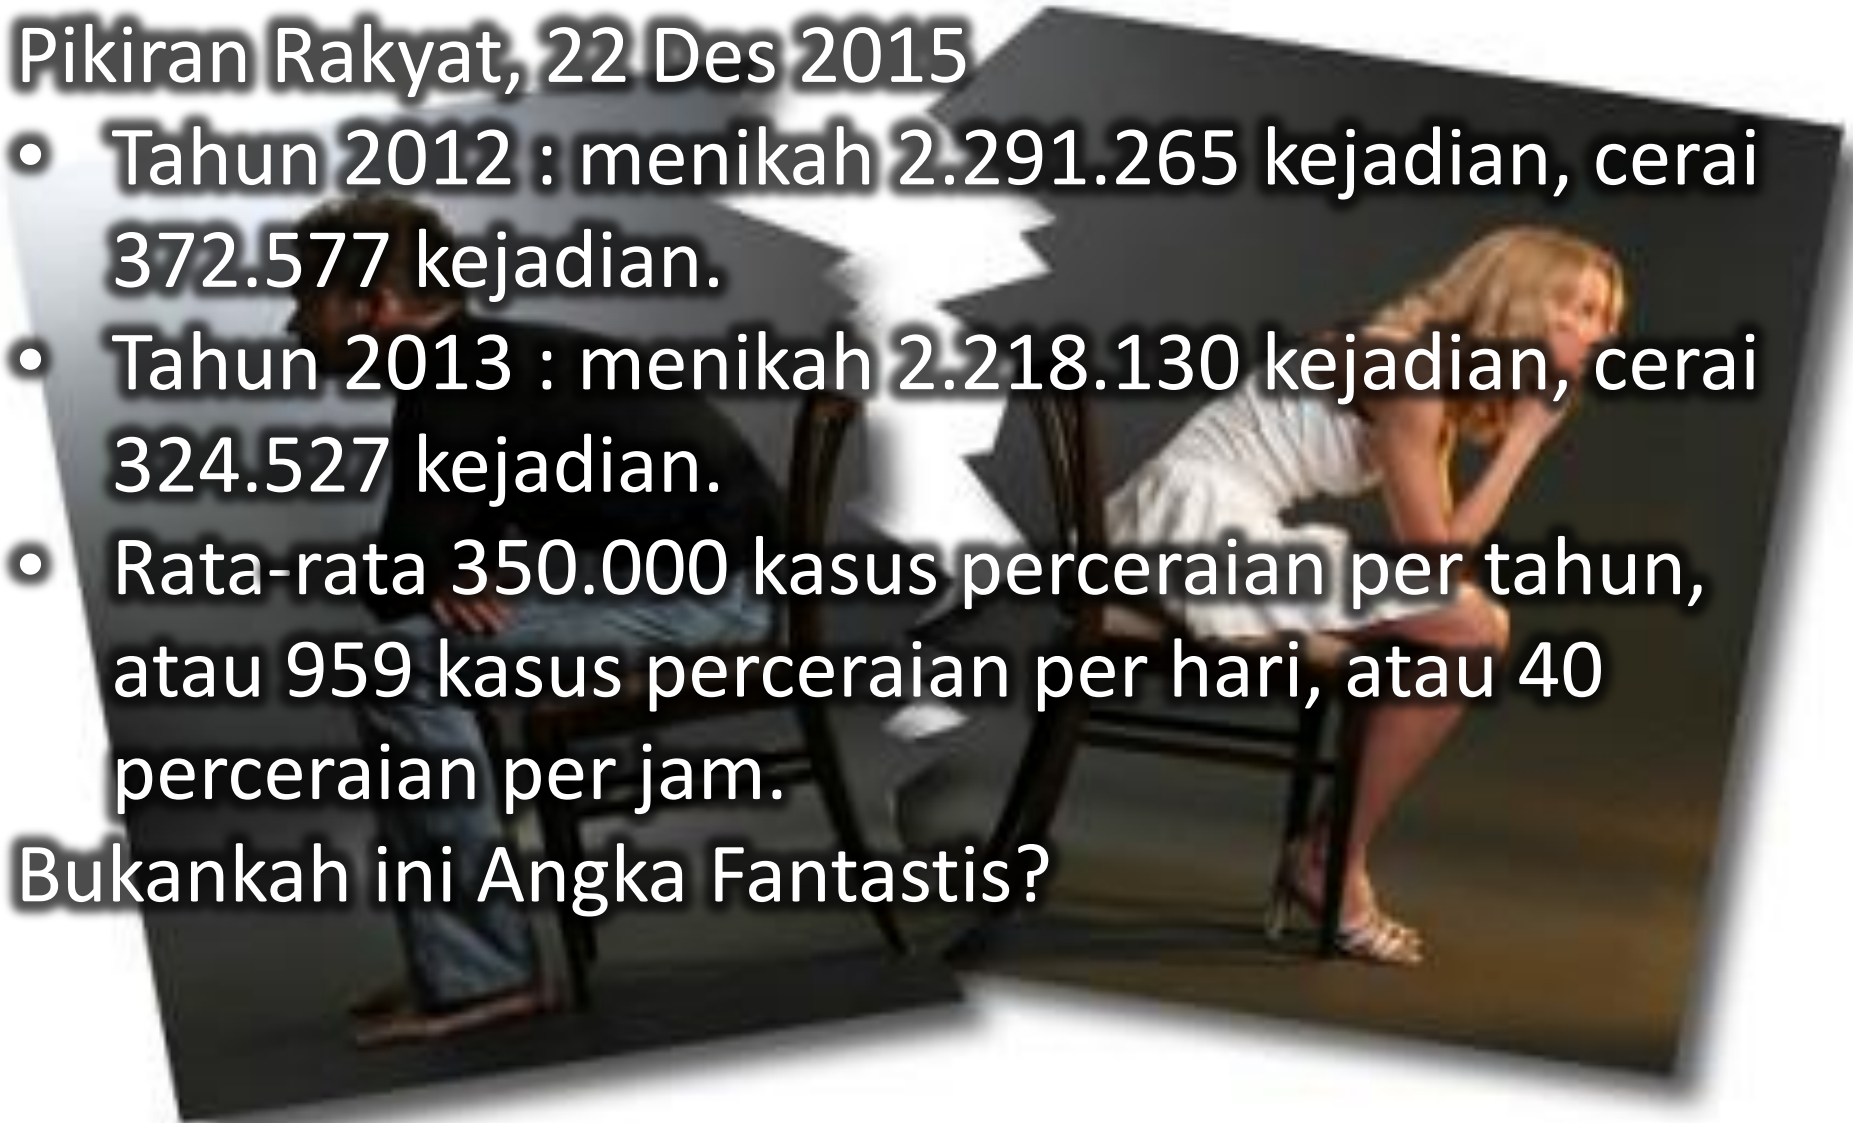 Pikiran Rakyat, 22 Des 2015
• Tahun 2012 : menikah 2.291.265 kejadian, cerai
372.577 kejadian.
• Tahun 2013 : menikah 2.218.130 kejadian, cerai
324.527 kejadian.
• Rata-rata 350.000 kasus perceraian per tahun,
atau 959 kasus perceraian per hari, atau 40
perceraian per jam.
Bukankah ini Angka Fantastis?